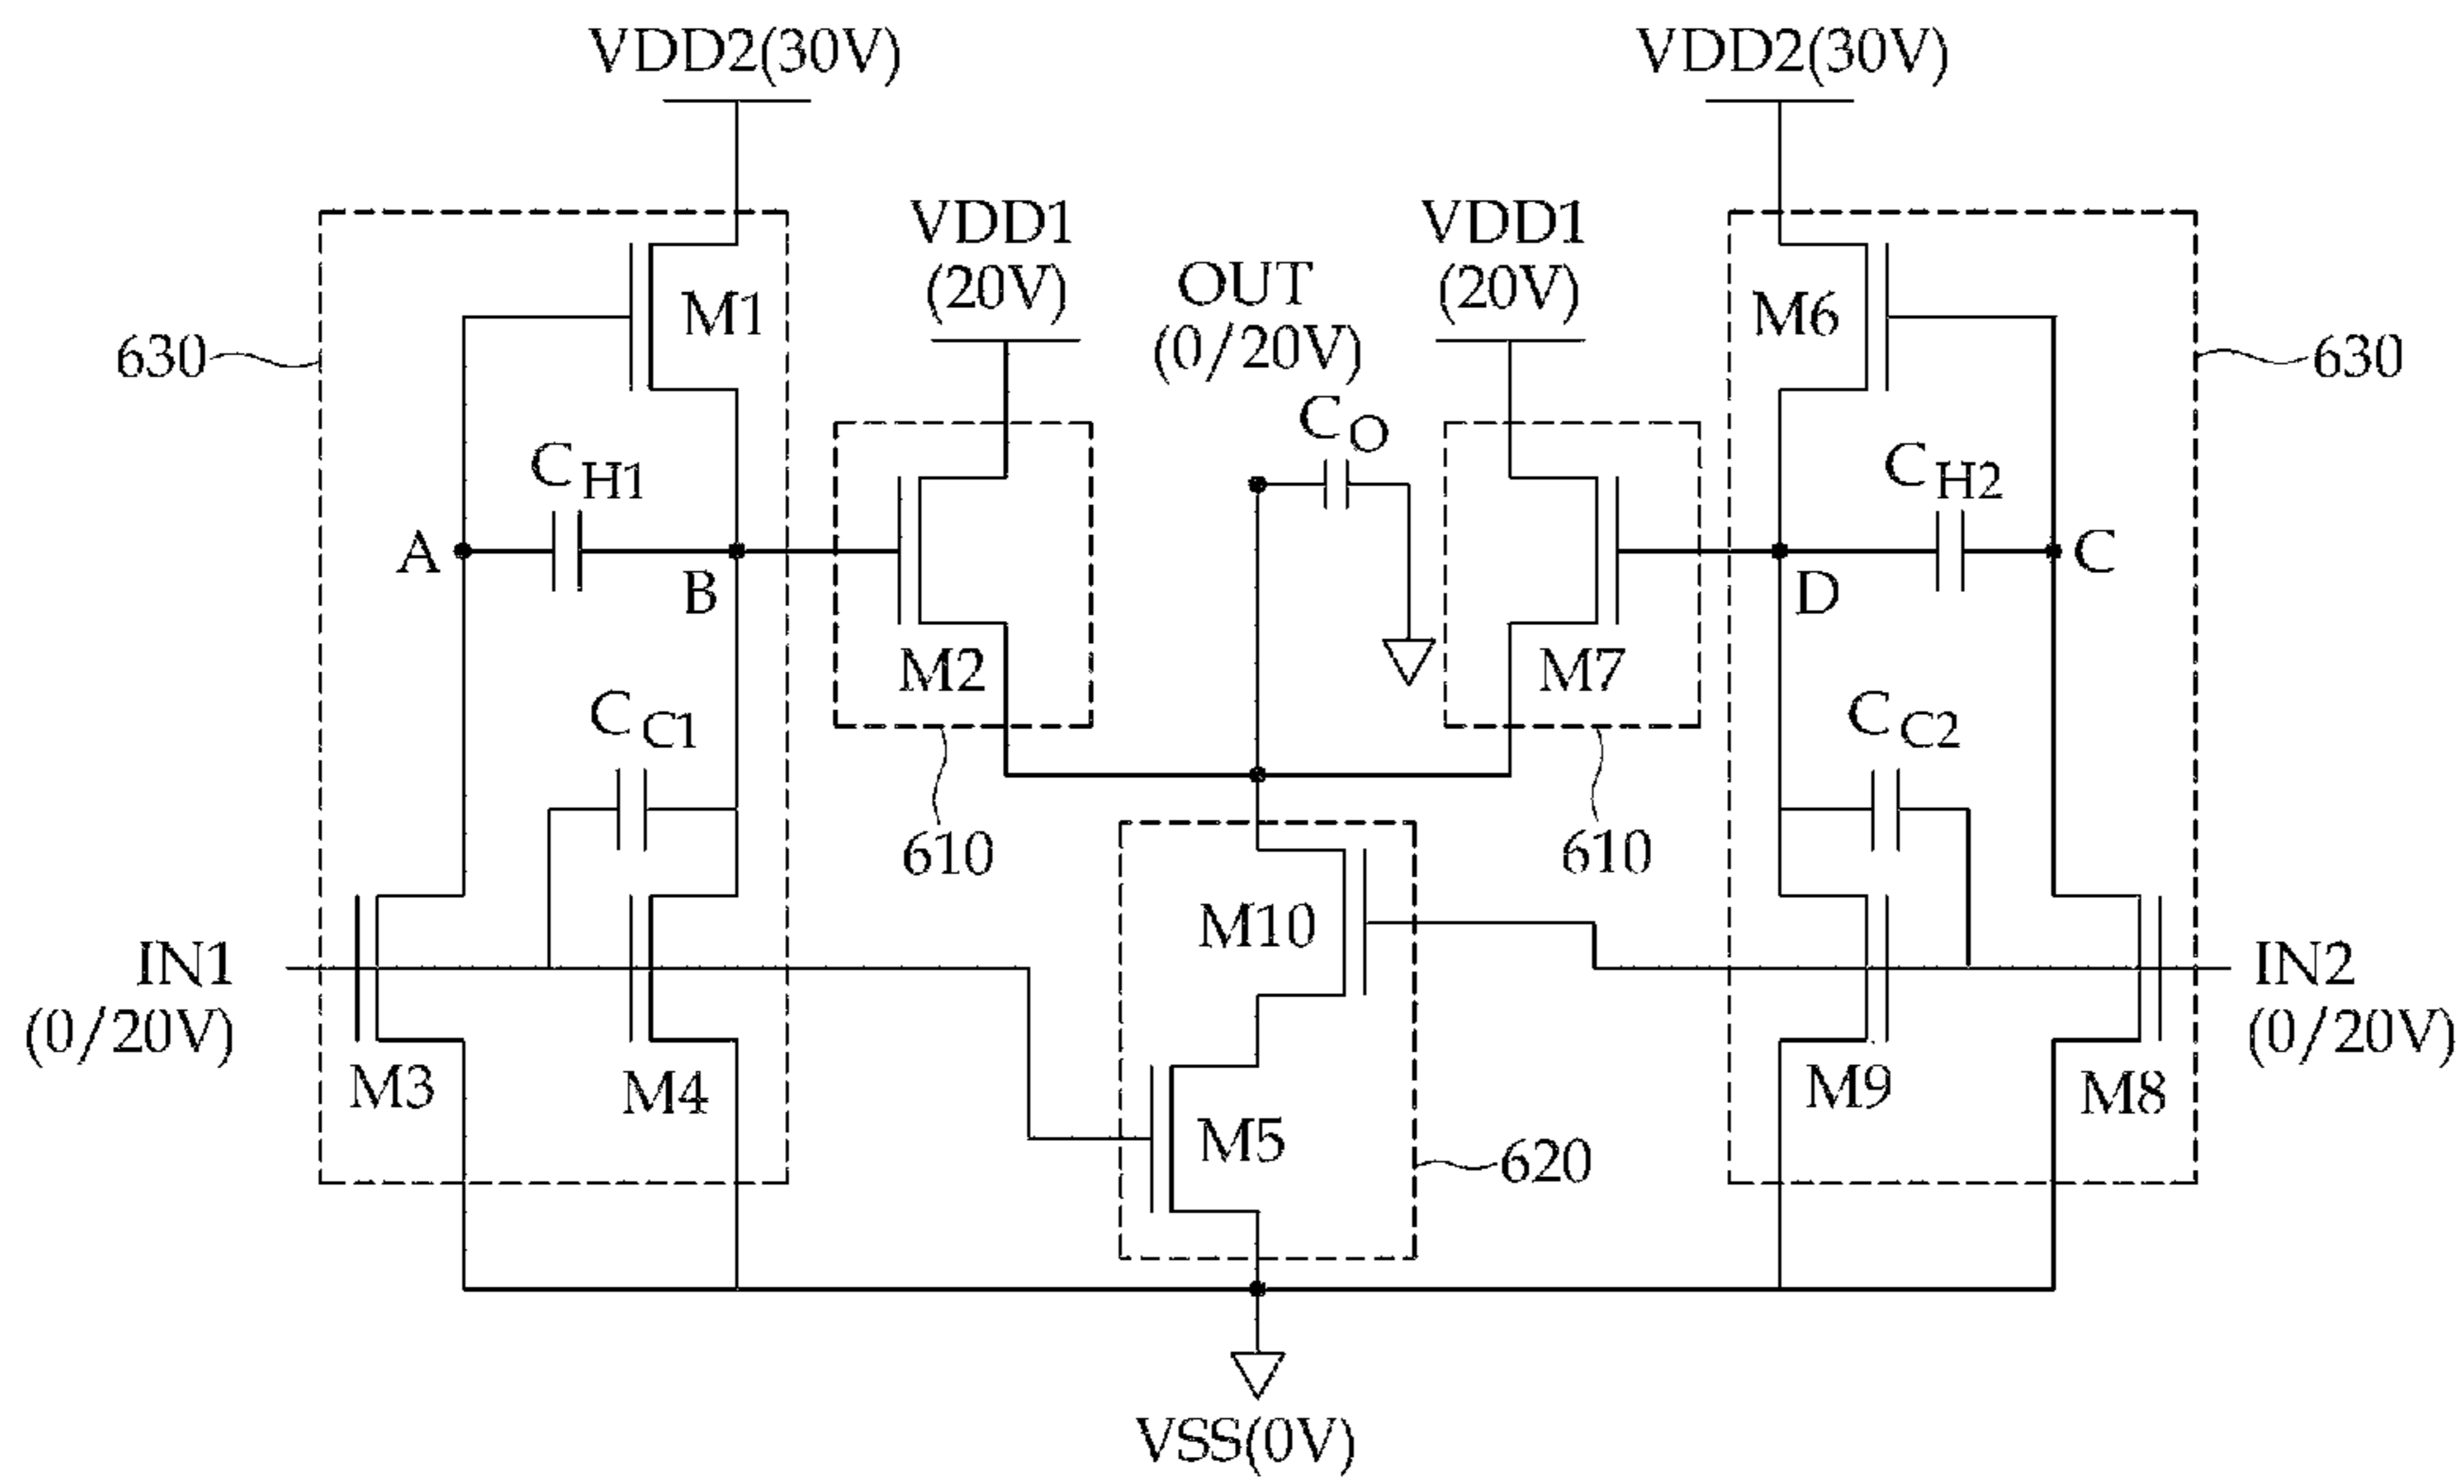 VDD2(30V)
VDD2(30V)
VDD1
(20V)
OUT
(0/20V)
VDD1
(20V)
M1
M6
630
630
CO
CH1
CH2
A
B
D
C
M2
M7
CC1
CC2
610
610
M10
IN1
(0/20V)
IN2
(0/20V)
M3
M4
M5
M9
M8
620
VSS(0V)